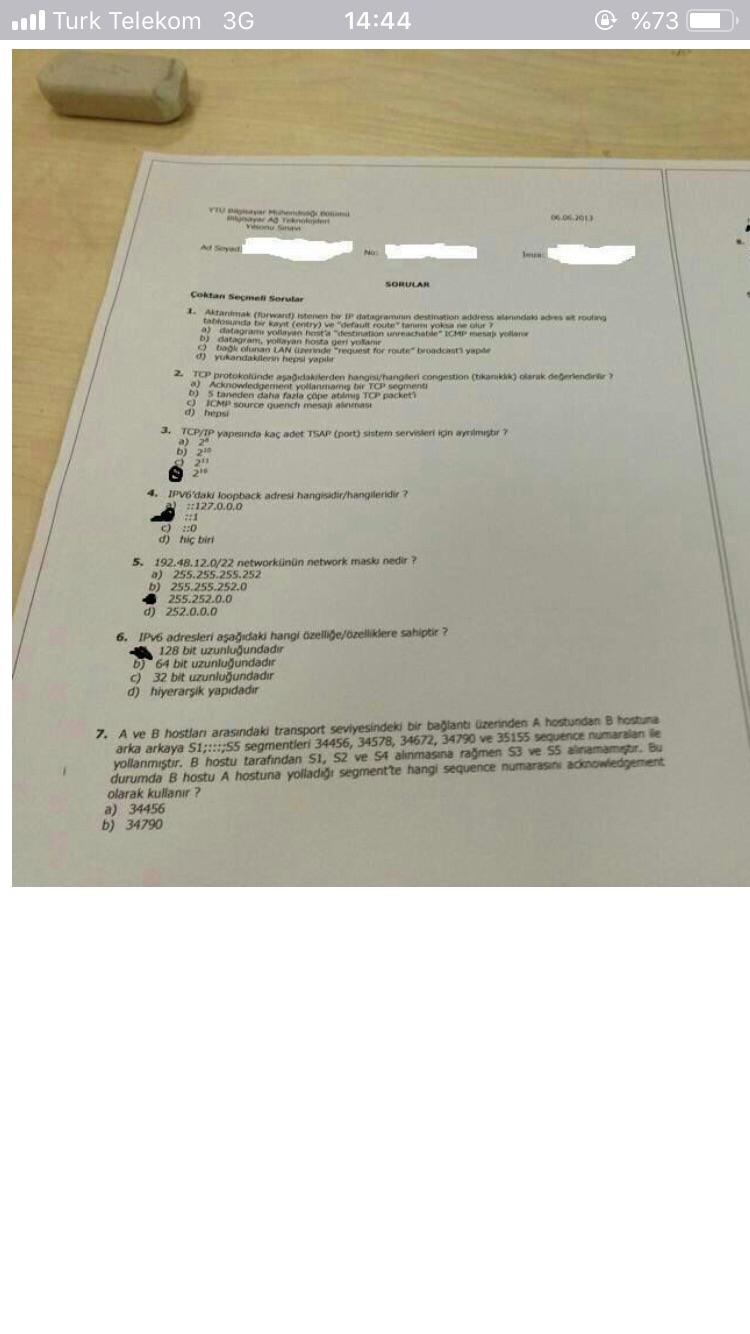 Turk Telekom 3G 14:44 %73
YTÜ Bilgisayar Mühendisliği Bölümü
Bilgisayar Ağ Teknolojileri
Yılsonu Sınavı
06.06.2013
Ad Soyad:
No:
İmza:
SORULAR
Çoktan Seçmeli Sorular
1. Aktarılmak (forward) istenen bir IP datagramının destination address alanındaki adres ait routing
tablosunda bir kayıt (entry) ve "default route" tanımı yoksa ne olur ?
a) datagramı yollayan host'a "destination unreachable" ICMP mesajı yollanır
b) datagram, yollayan hosta geri yollanır
c) bağlı olunan LAN üzerinde "request for route" broadcast'i yapılır
d) yukarıdakilerin hepsi yapılır
2. TCP protokolünde aşağıdakilerden hangisi/hangileri congestion (tıkanıklık) olarak değerlendirilir ?
a) Acknowledgement yollanmamış bir TCP segmenti
b) 5 taneden daha fazla çöpe atılmış TCP packet'i
c) ICMP source quench mesajı alınması
d) hepsi
3. TCP/IP yapısında kaç adet TSAP (port) sistem servisleri için ayrılmıştır ?
a) 2⁸
b) 2¹⁰
c) 2¹¹
2¹⁶
4. IPV6'daki loopback adresi hangisidir/hangileridir ?
a) ::127.0.0.0
::1
c) ::0
d) hiç biri
5. 192.48.12.0/22 networkünün network maskı nedir ?
a) 255.255.255.252
b) 255.255.252.0
255.252.0.0
d) 252.0.0.0
6. IPv6 adresleri aşağıdaki hangi özelliğe/özelliklere sahiptir ?
128 bit uzunluğundadır
b) 64 bit uzunluğundadır
c) 32 bit uzunluğundadır
d) hiyerarşik yapıdadır
7. A ve B hostları arasındaki transport seviyesindeki bir bağlantı üzerinden A hostundan B hostuna
arka arkaya S1;:::;S5 segmentleri 34456, 34578, 34672, 34790 ve 35155 sequence numaraları ile
yollanmıştır. B hostu tarafından S1, S2 ve S4 alınmasına rağmen S3 ve S5 alınamamıştır. Bu
durumda B hostu A hostuna yolladığı segment'te hangi sequence numarasını acknowledgement
olarak kullanır ?
a) 34456
b) 34790